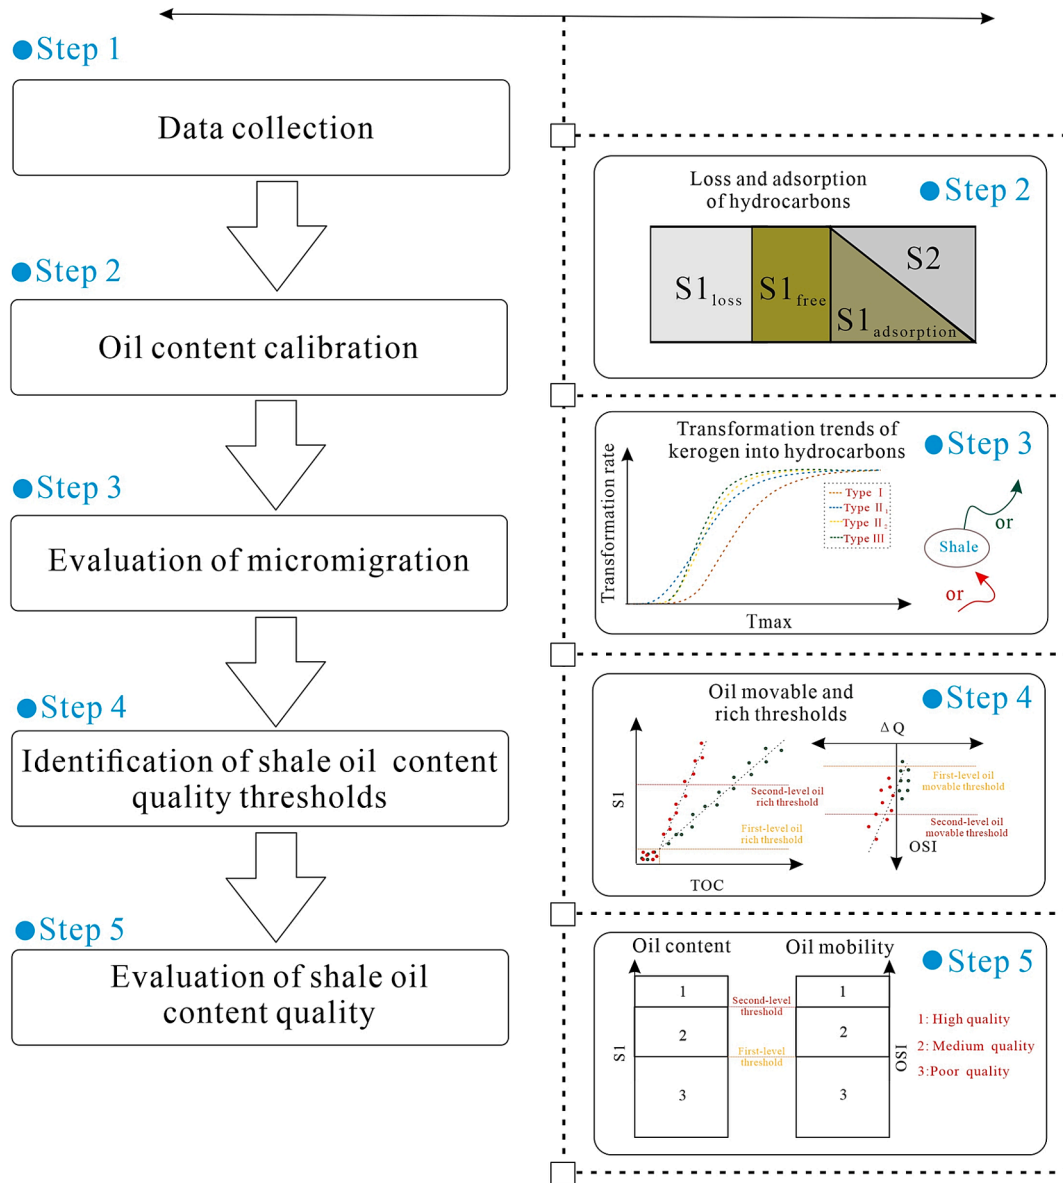 Step 1
Data collection
Step 2
Oil content calibration
Step 3
Evaluation of micromigration
Step 4
Identification of shale oil content
quality thresholds
Step 5
Evaluation of shale oil
content quality
Loss and adsorption
of hydrocarbons
Step 2
S1loss
S1free
S2
S1adsorption
Transformation trends of
kerogen into hydrocarbons
Step 3
Transformation rate
Type Ⅰ
Type Ⅱ1
Type Ⅱ2
Type Ⅲ
Tmax
or
Shale
or
Oil movable and
rich thresholds
Step 4
S1
Second-level oil
rich threshold
First-level oil
rich threshold
TOC
Δ Q
First-level oil
movable threshold
Second-level oil
movable threshold
OSI
Oil content
Oil mobility
Step 5
S1
1
2
3
Second-level
threshold
First-level
threshold
1
2
3
OSI
1: High quality
2: Medium quality
3:Poor quality